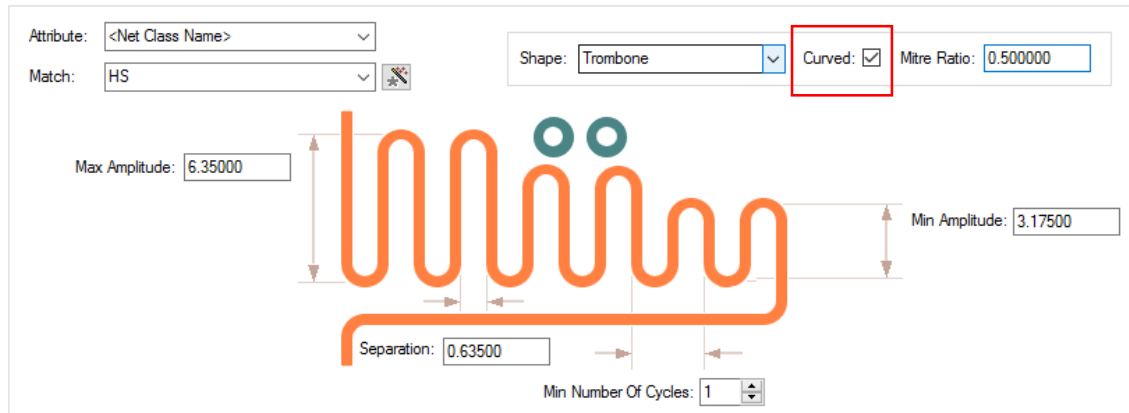 Attribute: <Net Class Name>
Shape: Trombone Curved: Mitre Ratio: 0.500000
Match: HS
Max Amplitude: 6.35000
Min Amplitude: 3.17500
Separation: 0.63500
Min Number Of Cycles: 1